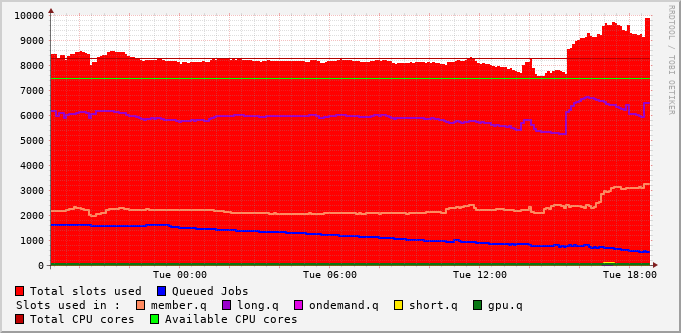 10000
9000
8000
7000
6000
5000
4000
3000
2000
1000
0
Tue 00:00 Tue 06:00 Tue 12:00 Tue 18:00
Total slots used Queued Jobs
Slots used in : member.q long.q ondemand.q short.q gpu.q
Total CPU cores Available CPU cores
RRDTOOL / TOBI OETIKER